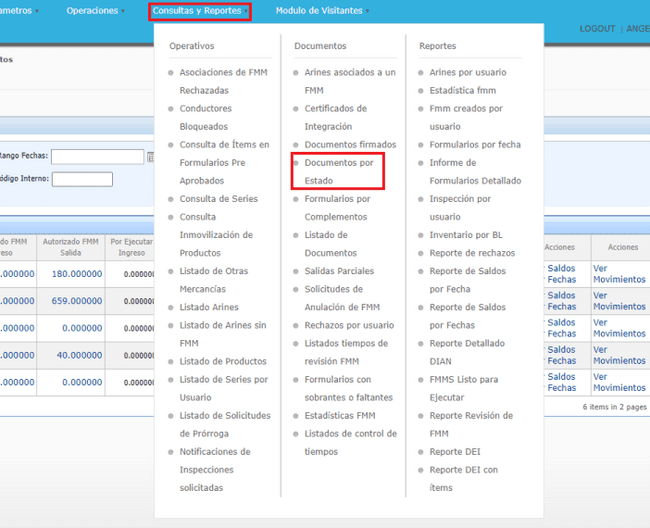 ametros Operaciones Consultas y Reportes Modulo de Visitantes
LOGOUT | ANGE
tos
Rango Fechas:
ódigo Interno:
Operativos
Asociaciones de FMM
Rechazadas
Conductores
Bloqueados
Consulta de Ítems en
Formularios Pre
Aprobados
Consulta de Series
Consulta
Inmovilización de
Productos
Listado de Otras
Mercancías
Listado Arines
Listado de Arines sin
FMM
Listado de Productos
Listado de Series por
Usuario
Listado de Solicitudes
de Prórroga
Notificaciones de
Inspecciones
solicitadas
Documentos
Arines asociados a un
FMM
Certificados de
Integración
Documentos firmados
Documentos por
Estado
Formularios por
Complementos
Listado de
Documentos
Salidas Parciales
Solicitudes de
Anulación de FMM
Rechazos por usuario
Listados tiempos de
revisión FMM
Formularios con
sobrantes o faltantes
Estadísticas FMM
Listados de control de
tiempos
Reportes
Arines por usuario
Estadística fmm
Fmm creados por
usuario
Formularios por fecha
Informe de
Formularios Detallado
Inspección por
usuario
Inventario por BL
Reporte de rechazos
Reporte de Saldos
por Fecha
Reporte de Saldos
por Fechas
Reporte Detallado
DIAN
FMMS Listo para
Ejecutar
Reporte Revisión de
FMM
Reporte DEI
Reporte DEI con
ítems
do FMM
reso
Autorizado FMM
Salida
Por Ejecutar
Ingreso
Acciones
Acciones
.000000 180.000000 0.000000 Saldos
Fechas
Ver
Movimientos
.000000 659.000000 0.000000 Saldos
Fechas
Ver
Movimientos
.000000 0.000000 0.000000 Saldos
Fechas
Ver
Movimientos
.000000 40.000000 0.000000 Saldos
Fechas
Ver
Movimientos
.000000 0.000000 0.000000 Saldos
Fechas
Ver
Movimientos
6 items in 2 pages